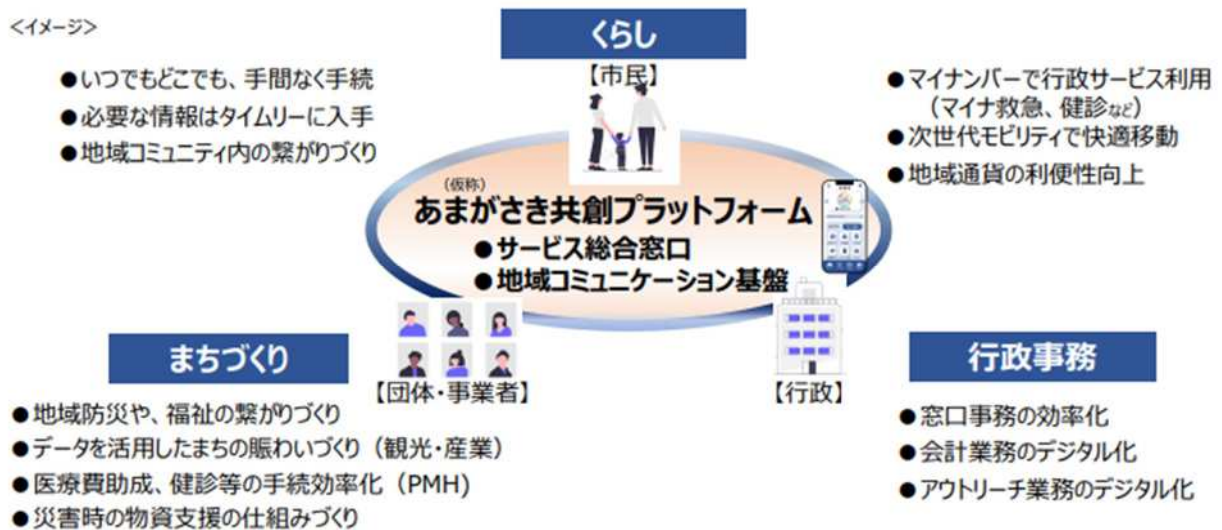 <イメージ>
くらし
【市民】
●いつでもどこでも、手間なく手続
●必要な情報はタイムリーに入手
●地域コミュニティ内の繋がりづくり
●マイナンバーで行政サービス利用
（マイナ救急、健診など）
●次世代モビリティで快適移動
●地域通貨の利便性向上
（仮称）
あまがさき共創プラットフォーム
●サービス総合窓口
●地域コミュニケーション基盤
まちづくり
【団体・事業者】
●地域防災や、福祉の繋がりづくり
●データを活用したまちの賑わいづくり（観光・産業）
●医療費助成、健診等の手続効率化（PMH)
●災害時の物資支援の仕組みづくり
【行政】
行政事務
●窓口事務の効率化
●会計業務のデジタル化
●アウトリーチ業務のデジタル化